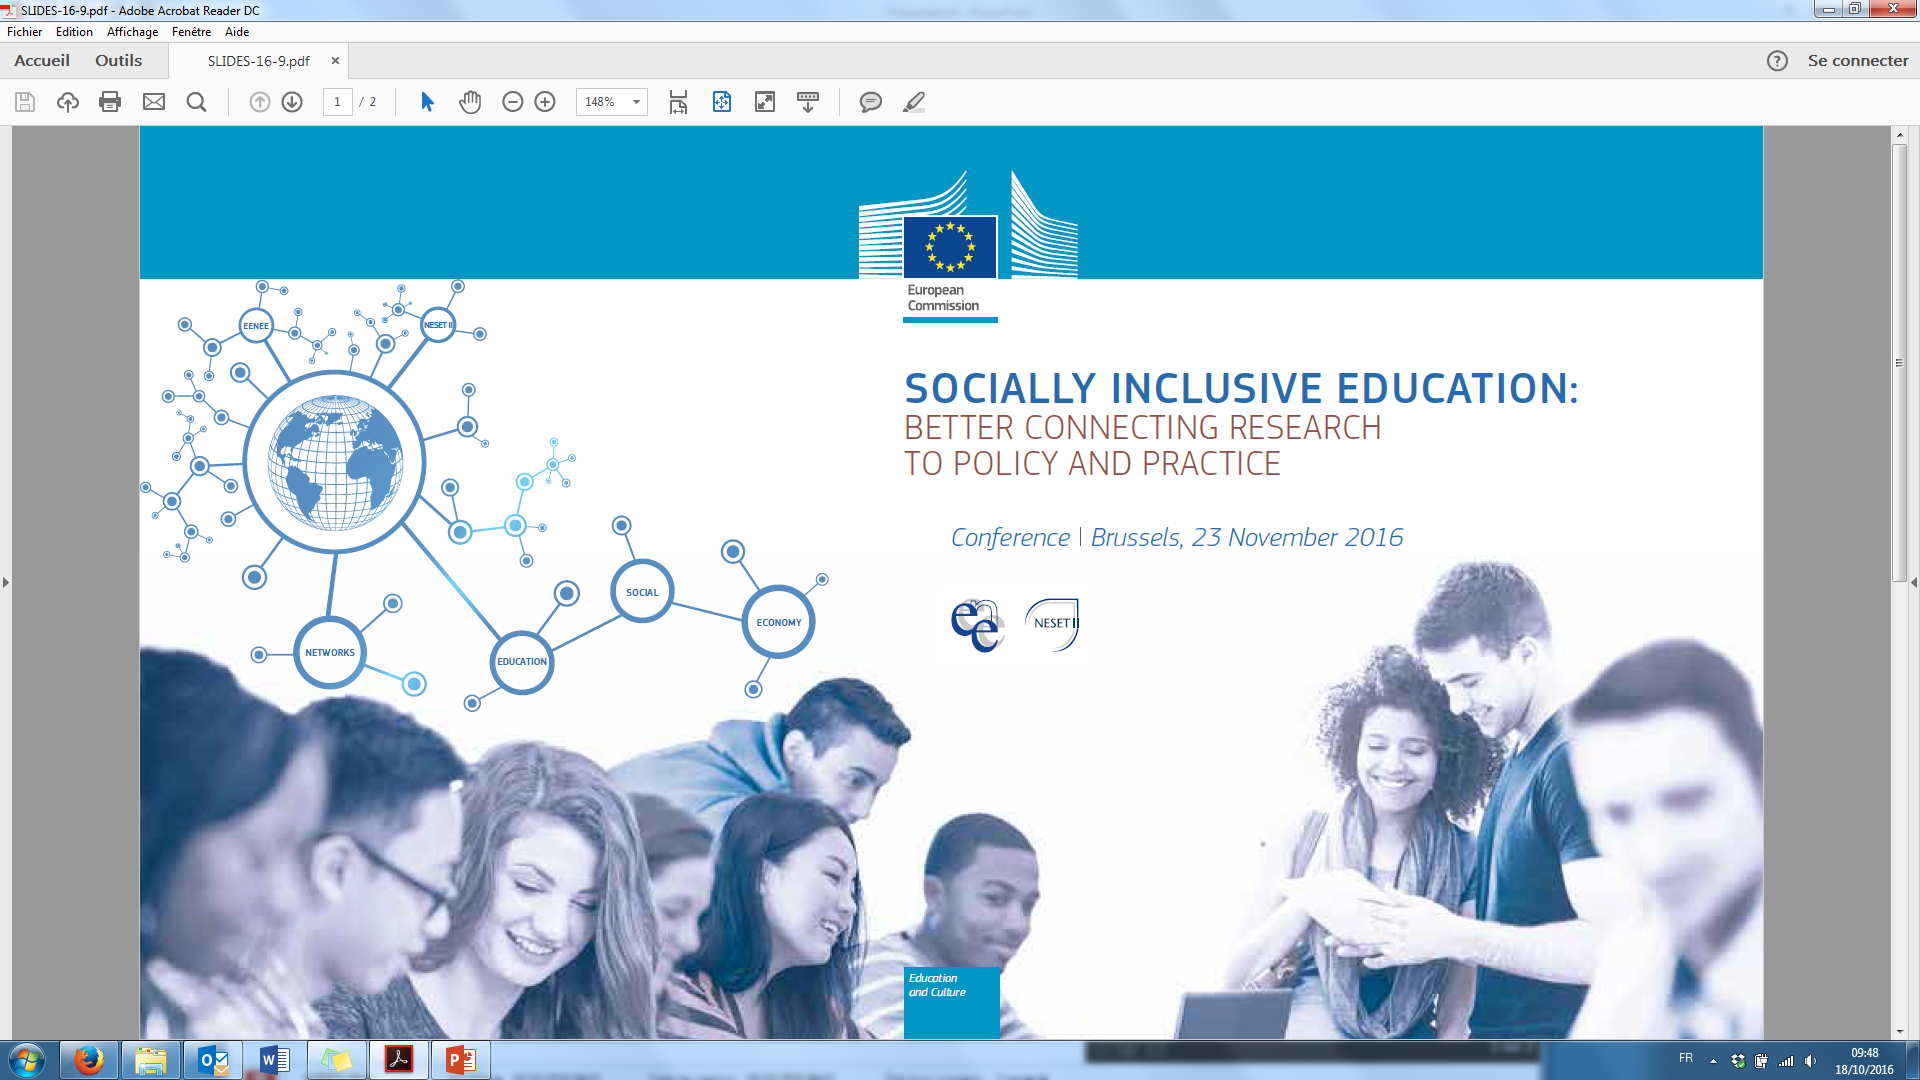 SLIDES-16-9.pdf - Adobe Acrobat Reader DC
Fichier Edition Affichage Fenêtre Aide
Accueil Outils SLIDES-16-9.pdf × ? Se connecter
1 / 2 148%
European
Commission
EENEE
NESET II
SOCIALLY INCLUSIVE EDUCATION:
BETTER CONNECTING RESEARCH
TO POLICY AND PRACTICE
Conference | Brussels, 23 November 2016
SOCIAL
ECONOMY
NETWORKS
EDUCATION
NESET II
Education
and Culture
FR 09:48
18/10/2016